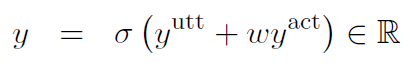 y = σ (y^utt + wy^act) ∈ ℝ